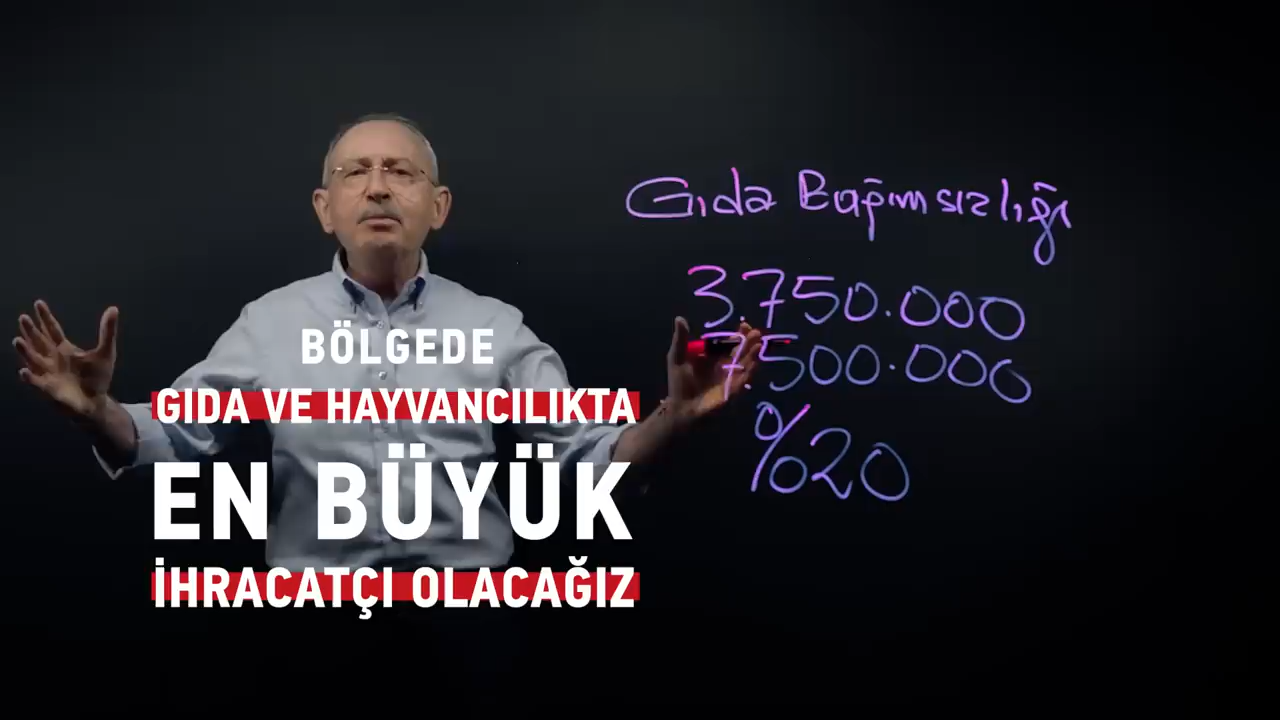 Gıda Bağımsızlığı
3.750.000
7.500.000
%20
BÖLGEDE
GIDA VE HAYVANCILIKTA
EN BÜYÜK
İHRACATÇI OLACAĞIZ